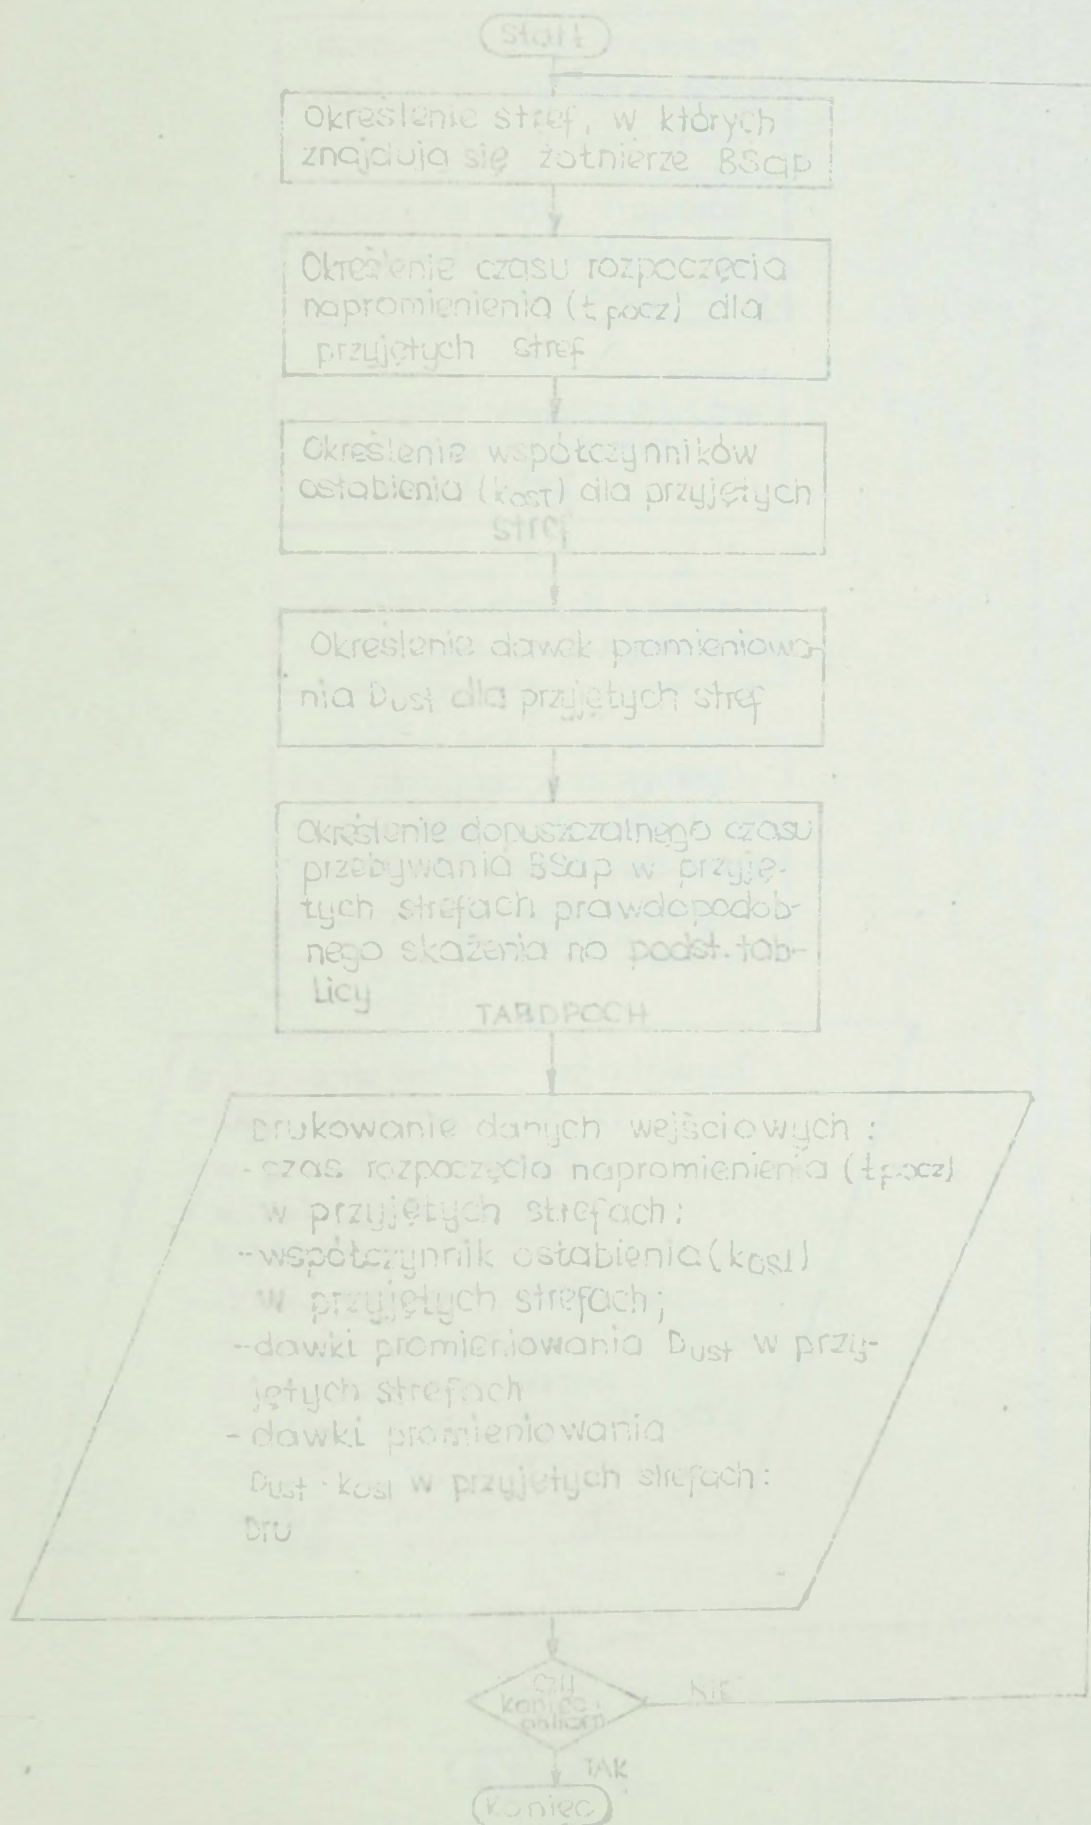 Start
Określenie stref, w których
znajdują się żołnierze BSap
Określenie czasu rozpoczęcia
napromienienia (t pocz) dla
przyjętych stref
Określenie współczynników
osłabienia (kosł) dla przyjętych
stref
Określenie dawek promieniowa
nia Dust dla przyjętych stref
Określenie dopuszczalnego czasu
przebywania BSap w przyję-
tych strefach prawdopodob-
nego skażenia na podst. tab-
licy
TABDPOCH
Drukowanie danych wejściowych :
- czas rozpoczęcia napromienienia (tpocz)
w przyjętych strefach:
- współczynnik osłabienia (kosł)
w przyjętych strefach;
- dawki promieniowania Dust w przy-
jętych strefach
- dawki promieniowania
Dust · kosł w przyjętych strefach:
Dru
czy
koniec
obliczeń
NIE
TAK
Koniec